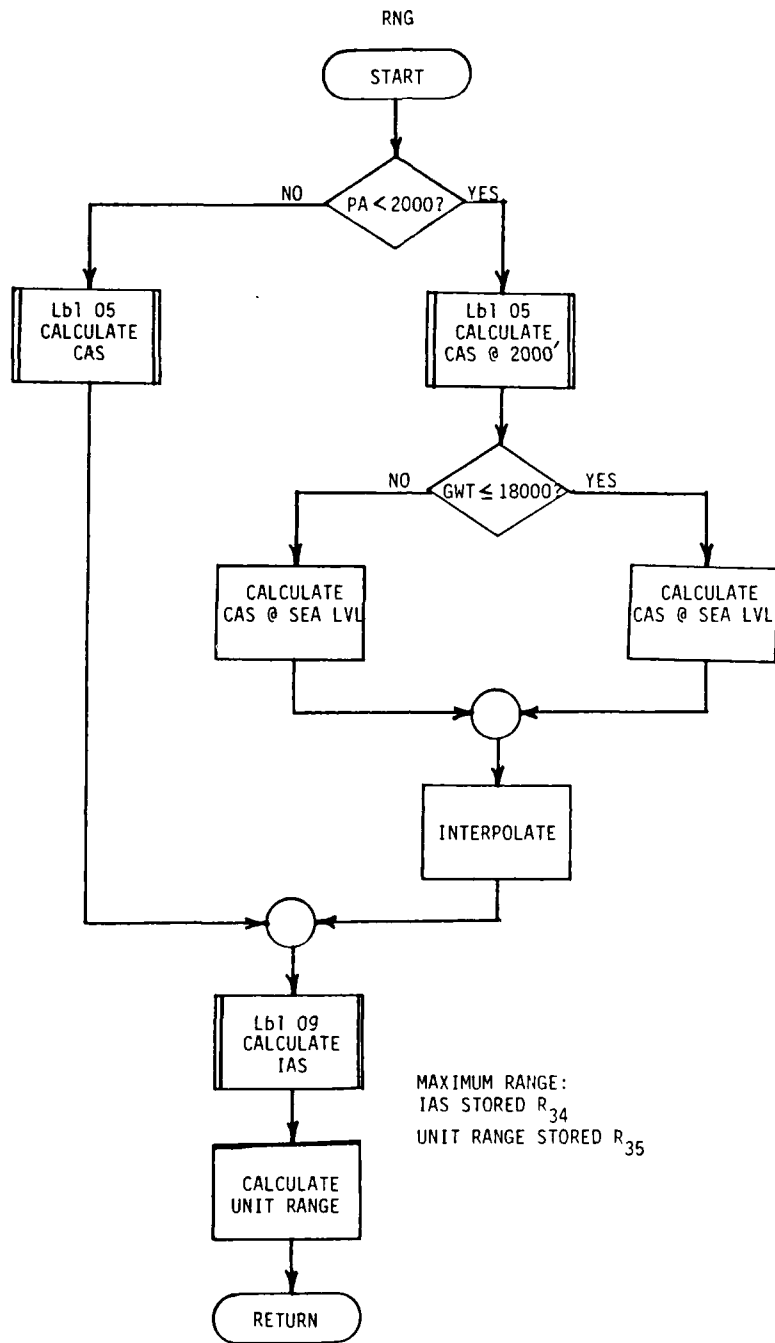 RNG
START
NO
PA < 2000?
YES
Lbl 05
CALCULATE
CAS
Lbl 05
CALCULATE
CAS @ 2000'
NO
GWT ≦ 18000?
YES
CALCULATE
CAS @ SEA LVL
CALCULATE
CAS @ SEA LVL
INTERPOLATE
Lbl 09
CALCULATE
IAS
MAXIMUM RANGE:
IAS STORED R34
UNIT RANGE STORED R35
CALCULATE
UNIT RANGE
RETURN